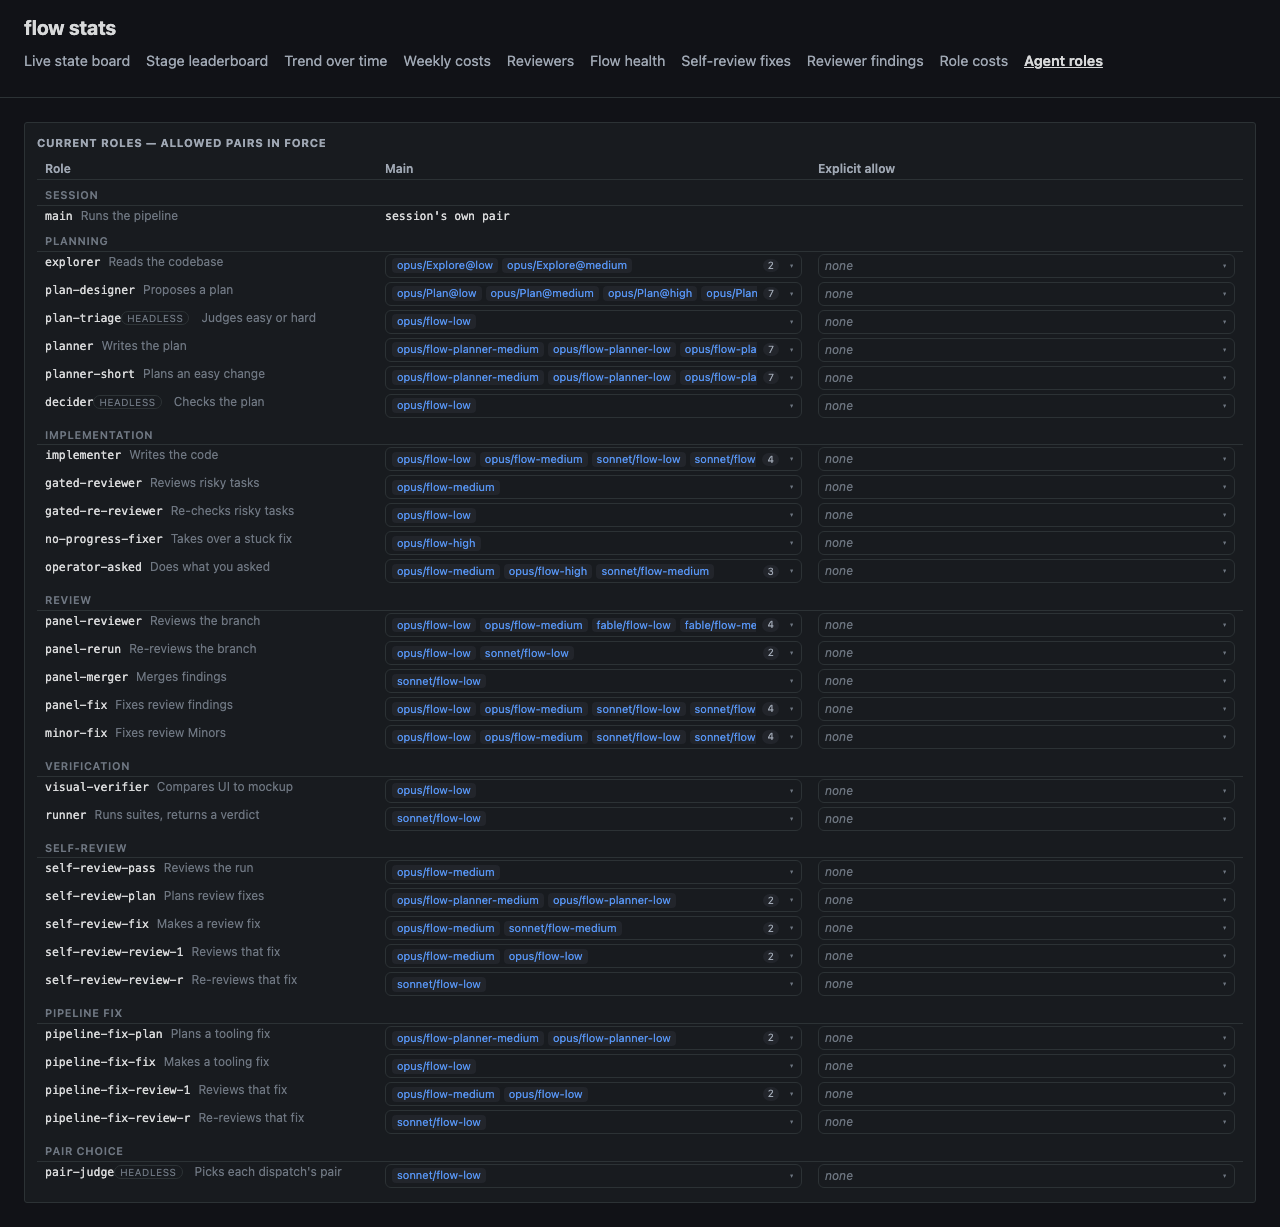 flow stats
Live state board Stage leaderboard Trend over time Weekly costs Reviewers Flow health Self-review fixes Reviewer findings Role costs Agent roles
CURRENT ROLES — ALLOWED PAIRS IN FORCE
Role Main Explicit allow
SESSION
main Runs the pipeline session's own pair
PLANNING
explorer Reads the codebase opus/Explore@low opus/Explore@medium 2 none
plan-designer Proposes a plan opus/Plan@low opus/Plan@medium opus/Plan@high opus/Plan 7 none
plan-triage HEADLESS Judges easy or hard opus/flow-low none
planner Writes the plan opus/flow-planner-medium opus/flow-planner-low opus/flow-pla 7 none
planner-short Plans an easy change opus/flow-planner-medium opus/flow-planner-low opus/flow-pla 7 none
decider HEADLESS Checks the plan opus/flow-low none
IMPLEMENTATION
implementer Writes the code opus/flow-low opus/flow-medium sonnet/flow-low sonnet/flow 4 none
gated-reviewer Reviews risky tasks opus/flow-medium none
gated-re-reviewer Re-checks risky tasks opus/flow-low none
no-progress-fixer Takes over a stuck fix opus/flow-high none
operator-asked Does what you asked opus/flow-medium opus/flow-high sonnet/flow-medium 3 none
REVIEW
panel-reviewer Reviews the branch opus/flow-low opus/flow-medium fable/flow-low fable/flow-me 4 none
panel-rerun Re-reviews the branch opus/flow-low sonnet/flow-low 2 none
panel-merger Merges findings sonnet/flow-low none
panel-fix Fixes review findings opus/flow-low opus/flow-medium sonnet/flow-low sonnet/flow 4 none
minor-fix Fixes review Minors opus/flow-low opus/flow-medium sonnet/flow-low sonnet/flow 4 none
VERIFICATION
visual-verifier Compares UI to mockup opus/flow-low none
runner Runs suites, returns a verdict sonnet/flow-low none
SELF-REVIEW
self-review-pass Reviews the run opus/flow-medium none
self-review-plan Plans review fixes opus/flow-planner-medium opus/flow-planner-low 2 none
self-review-fix Makes a review fix opus/flow-medium sonnet/flow-medium 2 none
self-review-review-1 Reviews that fix opus/flow-medium opus/flow-low 2 none
self-review-review-r Re-reviews that fix sonnet/flow-low none
PIPELINE FIX
pipeline-fix-plan Plans a tooling fix opus/flow-planner-medium opus/flow-planner-low 2 none
pipeline-fix-fix Makes a tooling fix opus/flow-low none
pipeline-fix-review-1 Reviews that fix opus/flow-medium opus/flow-low 2 none
pipeline-fix-review-r Re-reviews that fix sonnet/flow-low none
PAIR CHOICE
pair-judge HEADLESS Picks each dispatch's pair sonnet/flow-low none